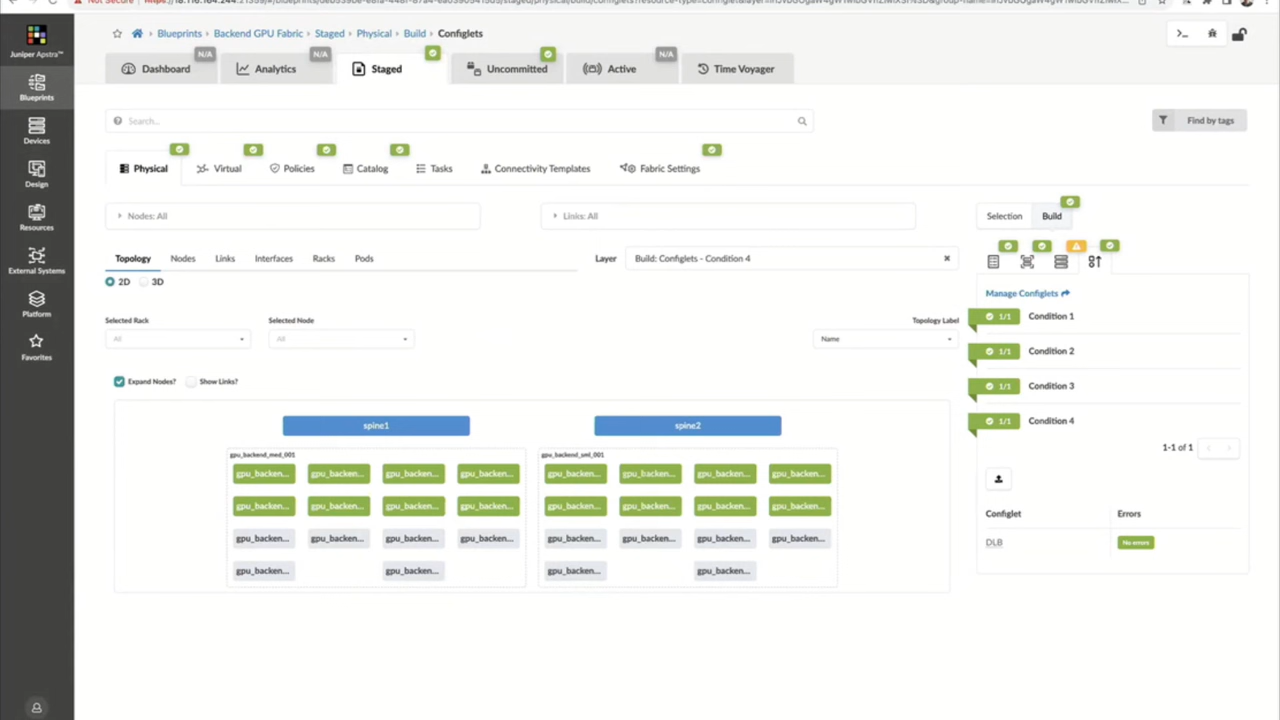 Not Secure
Juniper Apstra™
Blueprints
Devices
Design
Resources
External Systems
Platform
Favorites
Blueprints › Backend GPU Fabric › Staged › Physical › Build › Configlets
N/A N/A N/A
Dashboard Analytics Staged Uncommitted Active Time Voyager
Search...
Find by tags
Physical Virtual Policies Catalog Tasks Connectivity Templates Fabric Settings
Nodes: All
Links: All
Selection Build
Topology Nodes Links Interfaces Racks Pods
Layer Build: Configlets - Condition 4
2D 3D
Selected Rack Selected Node Topology Label
All All Name
Expand Nodes? Show Links?
spine1 spine2
gpu_backend_med_001
gpu_backen... gpu_backen... gpu_backen... gpu_backen...
gpu_backen... gpu_backen... gpu_backen... gpu_backen...
gpu_backen... gpu_backen... gpu_backen... gpu_backen...
gpu_backen... gpu_backen...
gpu_backend_sml_001
gpu_backen... gpu_backen... gpu_backen... gpu_backen...
gpu_backen... gpu_backen... gpu_backen... gpu_backen...
gpu_backen... gpu_backen... gpu_backen... gpu_backen...
gpu_backen... gpu_backen...
Manage Configlets
1/1 Condition 1
1/1 Condition 2
1/1 Condition 3
1/1 Condition 4
1-1 of 1
Configlet Errors
DLB No errors